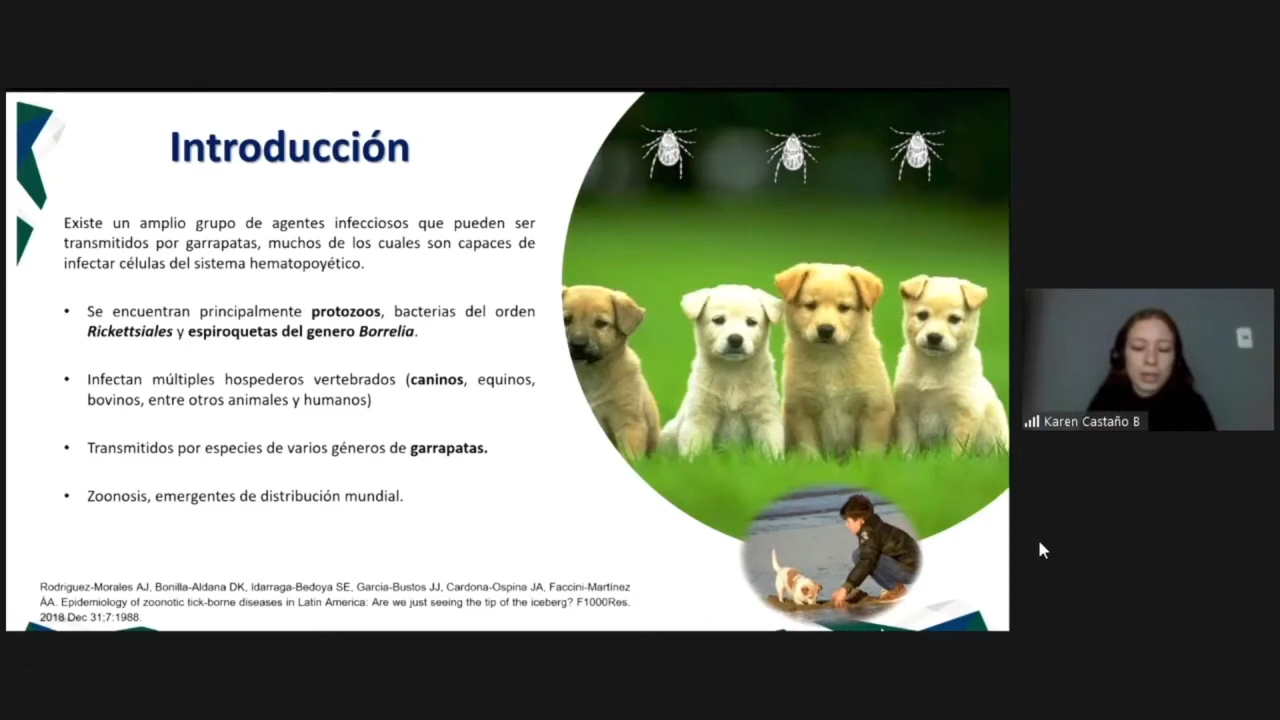 Introducción
Existe un amplio grupo de agentes infecciosos que pueden ser
transmitidos por garrapatas, muchos de los cuales son capaces de
infectar células del sistema hematopoyético.
• Se encuentran principalmente protozoos, bacterias del orden
Rickettsiales y espiroquetas del genero Borrelia.
• Infectan múltiples hospederos vertebrados (caninos, equinos,
bovinos, entre otros animales y humanos)
• Transmitidos por especies de varios géneros de garrapatas.
• Zoonosis, emergentes de distribución mundial.
Rodriguez-Morales AJ, Bonilla-Aldana DK, Idarraga-Bedoya SE, Garcia-Bustos JJ, Cardona-Ospina JA, Faccini-Martínez
ÁA. Epidemiology of zoonotic tick-borne diseases in Latin America: Are we just seeing the tip of the iceberg? F1000Res.
2018 Dec 31;7:1988.
Karen Castaño B